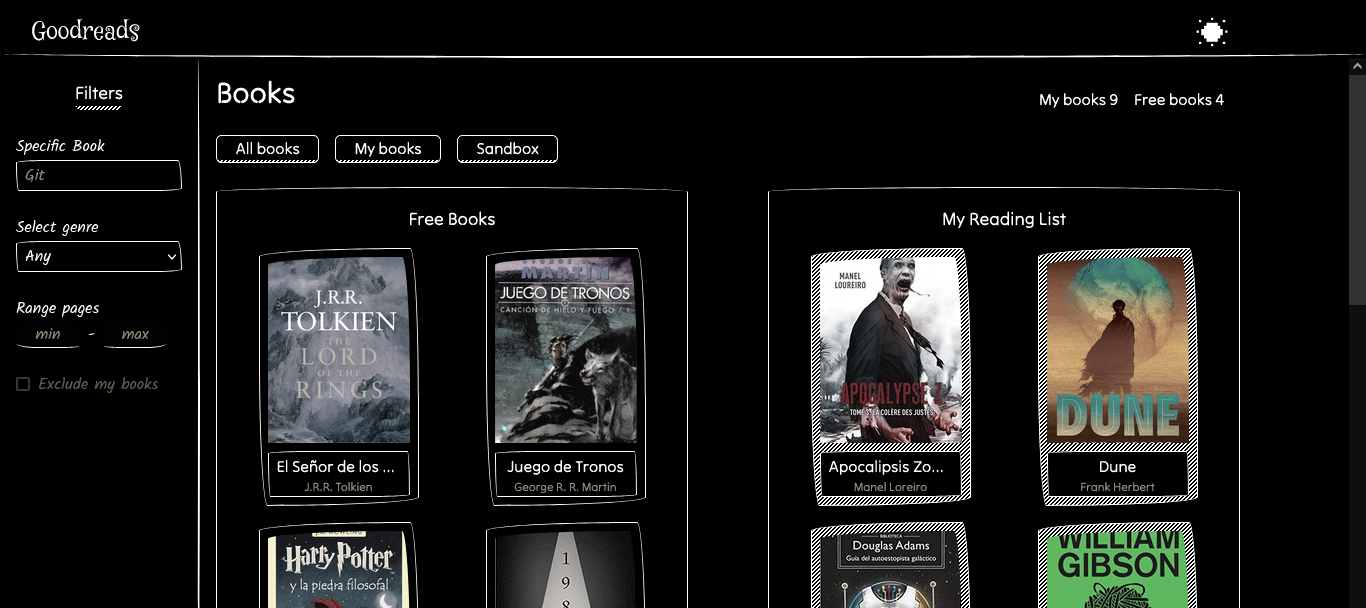 Goodreads
Filters
Specific Book
Git
Select genre
Any
Range pages
min - max
Exclude my books
Books
My books 9 Free books 4
All books My books Sandbox
Free Books
J.R.R.
TOLKIEN
THE
LORD
OF THE
RINGS
El Señor de los ...
J.R.R. Tolkien
MARTIN
JUEGO DE TRONOS
CANCIÓN DE HIELO Y FUEGO / 1
Juego de Tronos
George R. R. Martin
Harry Potter
y la piedra filosofal
1
9
8
My Reading List
MANEL
LOUREIRO
APOCALYPSE Z
TOME 3: LA COLÈRE DES JUSTES
Apocalipsis Zo...
Manel Loreiro
DUNE
Dune
Frank Herbert
BIBLIOTECA
Douglas Adams
Guía del autoestopista galáctico
WILLIAM
GIBSON